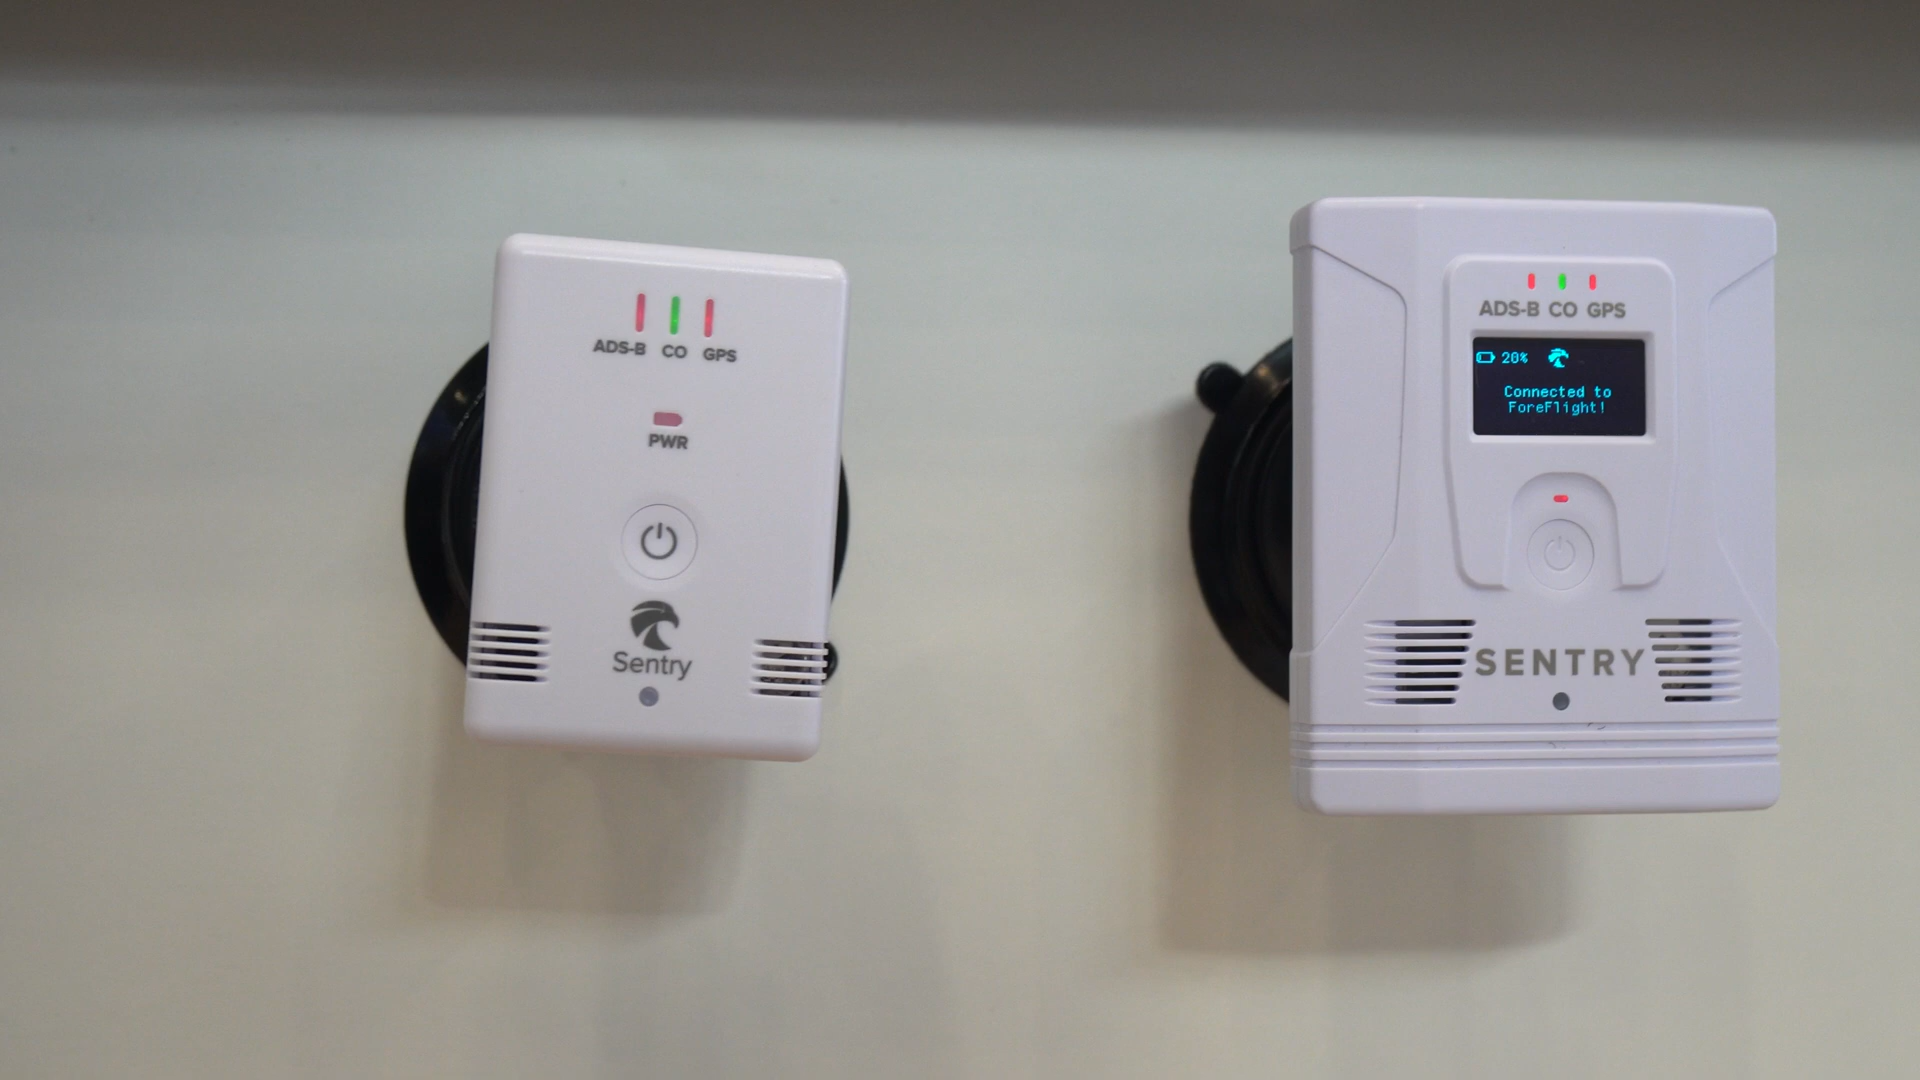 ADS-B CO GPS
PWR
Sentry
ADS-B CO GPS
20%
Connected to
ForeFlight!
SENTRY